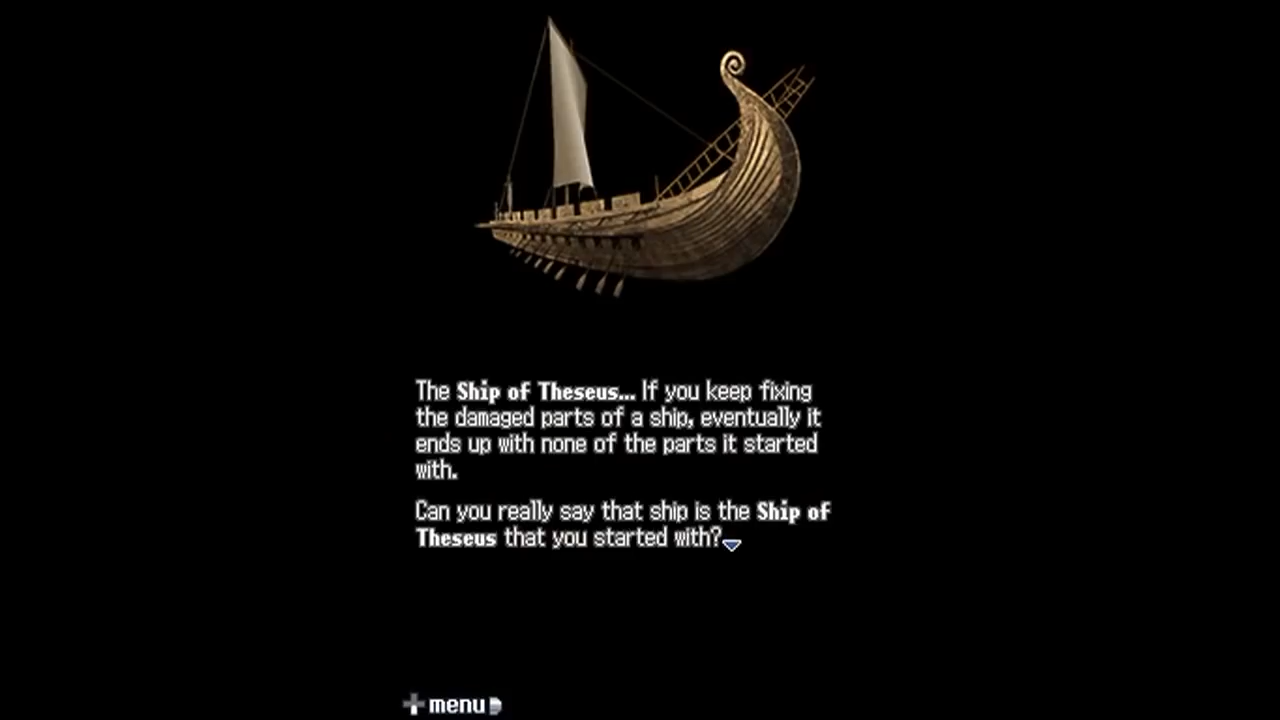 The Ship of Theseus... If you keep fixing
the damaged parts of a ship, eventually it
ends up with none of the parts it started
with.
Can you really say that ship is the Ship of
Theseus that you started with?
menu